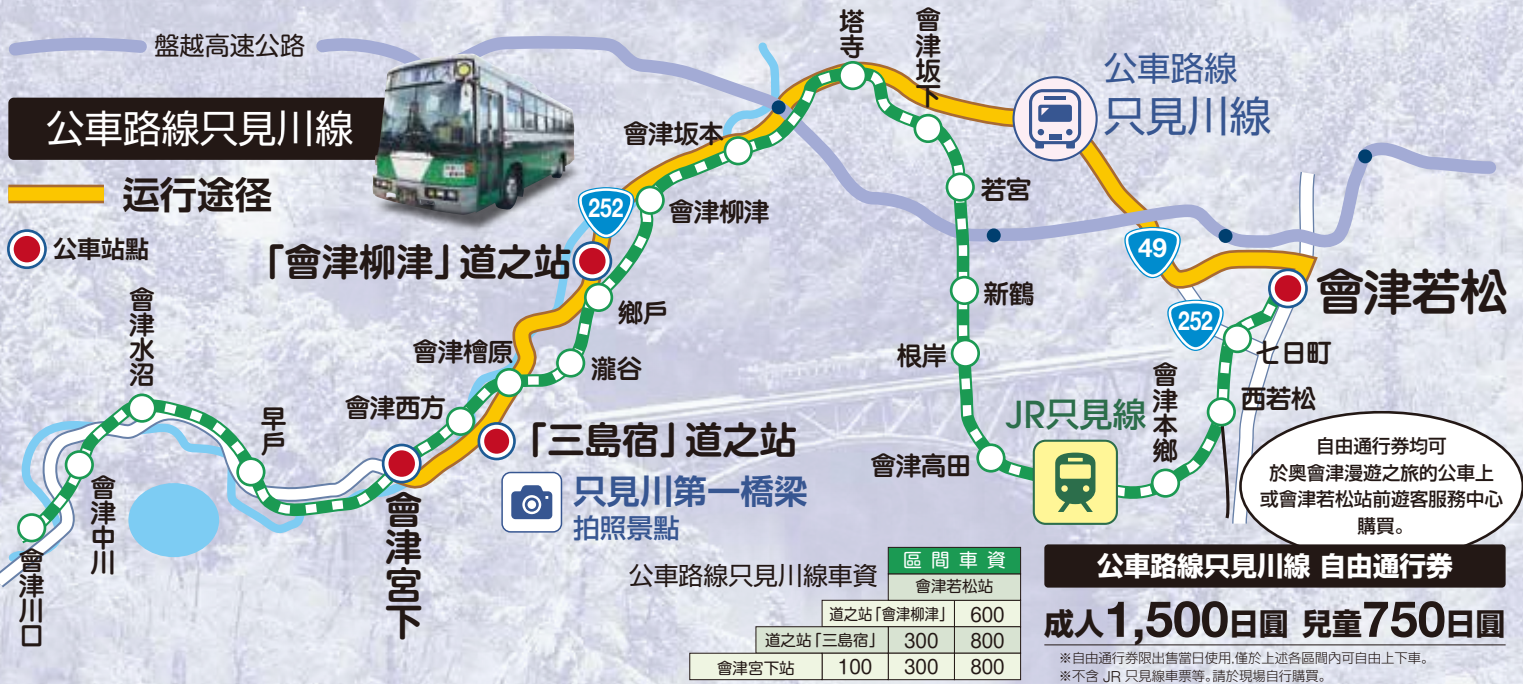 盤越高速公路
公車路線只見川線
运行途径
公車站點
塔寺
會津坂下
公車路線
只見川線
會津坂本
若宮
252
會津柳津
「會津柳津」道之站
49
新鶴
會津若松
鄉戶
252
會津水沼
會津檜原
瀧谷
根岸
七日町
會津本鄉
西若松
早戶
會津西方
「三島宿」道之站
JR只見線
會津高田
自由通行券均可
於奧會津漫遊之旅的公車上
或會津若松站前遊客服務中心
購買。
會津中川
會津宮下
只見川第一橋梁
拍照景點
會津川口
公車路線只見川線車資
區間車資
會津若松站
道之站「會津柳津」 600
道之站「三島宿」 300 800
會津宮下站 100 300 800
公車路線只見川線 自由通行券
成人1,500日圓 兒童750日圓
※自由通行券限出售當日使用,僅於上述各區間內可自由上下車。
※不含 JR 只見線車票等。請於現場自行購買。